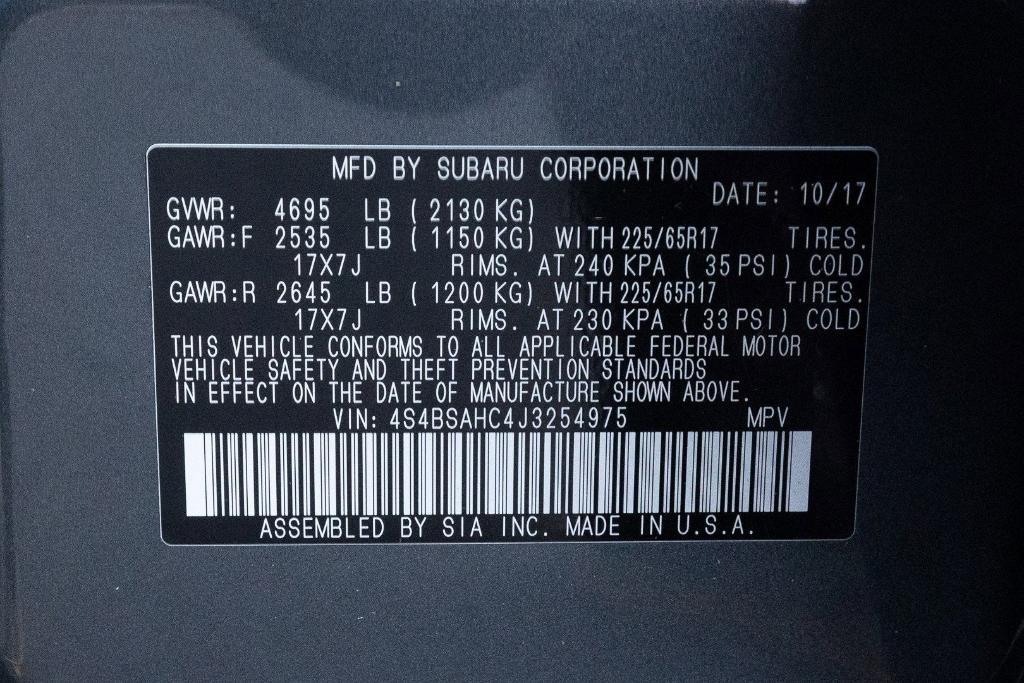 MFD BY SUBARU CORPORATION
DATE: 10/17
GVWR: 4695 LB ( 2130 KG)
GAWR:F 2535 LB ( 1150 KG) WITH 225/65R17 TIRES.
17X7J RIMS. AT 240 KPA ( 35 PSI) COLD
GAWR:R 2645 LB ( 1200 KG) WITH 225/65R17 TIRES.
17X7J RIMS. AT 230 KPA ( 33 PSI) COLD
THIS VEHICLE CONFORMS TO ALL APPLICABLE FEDERAL MOTOR
VEHICLE SAFETY AND THEFT PREVENTION STANDARDS
IN EFFECT ON THE DATE OF MANUFACTURE SHOWN ABOVE.
VIN: 4S4BSAHC4J3254975 MPV
ASSEMBLED BY SIA INC. MADE IN U.S.A.